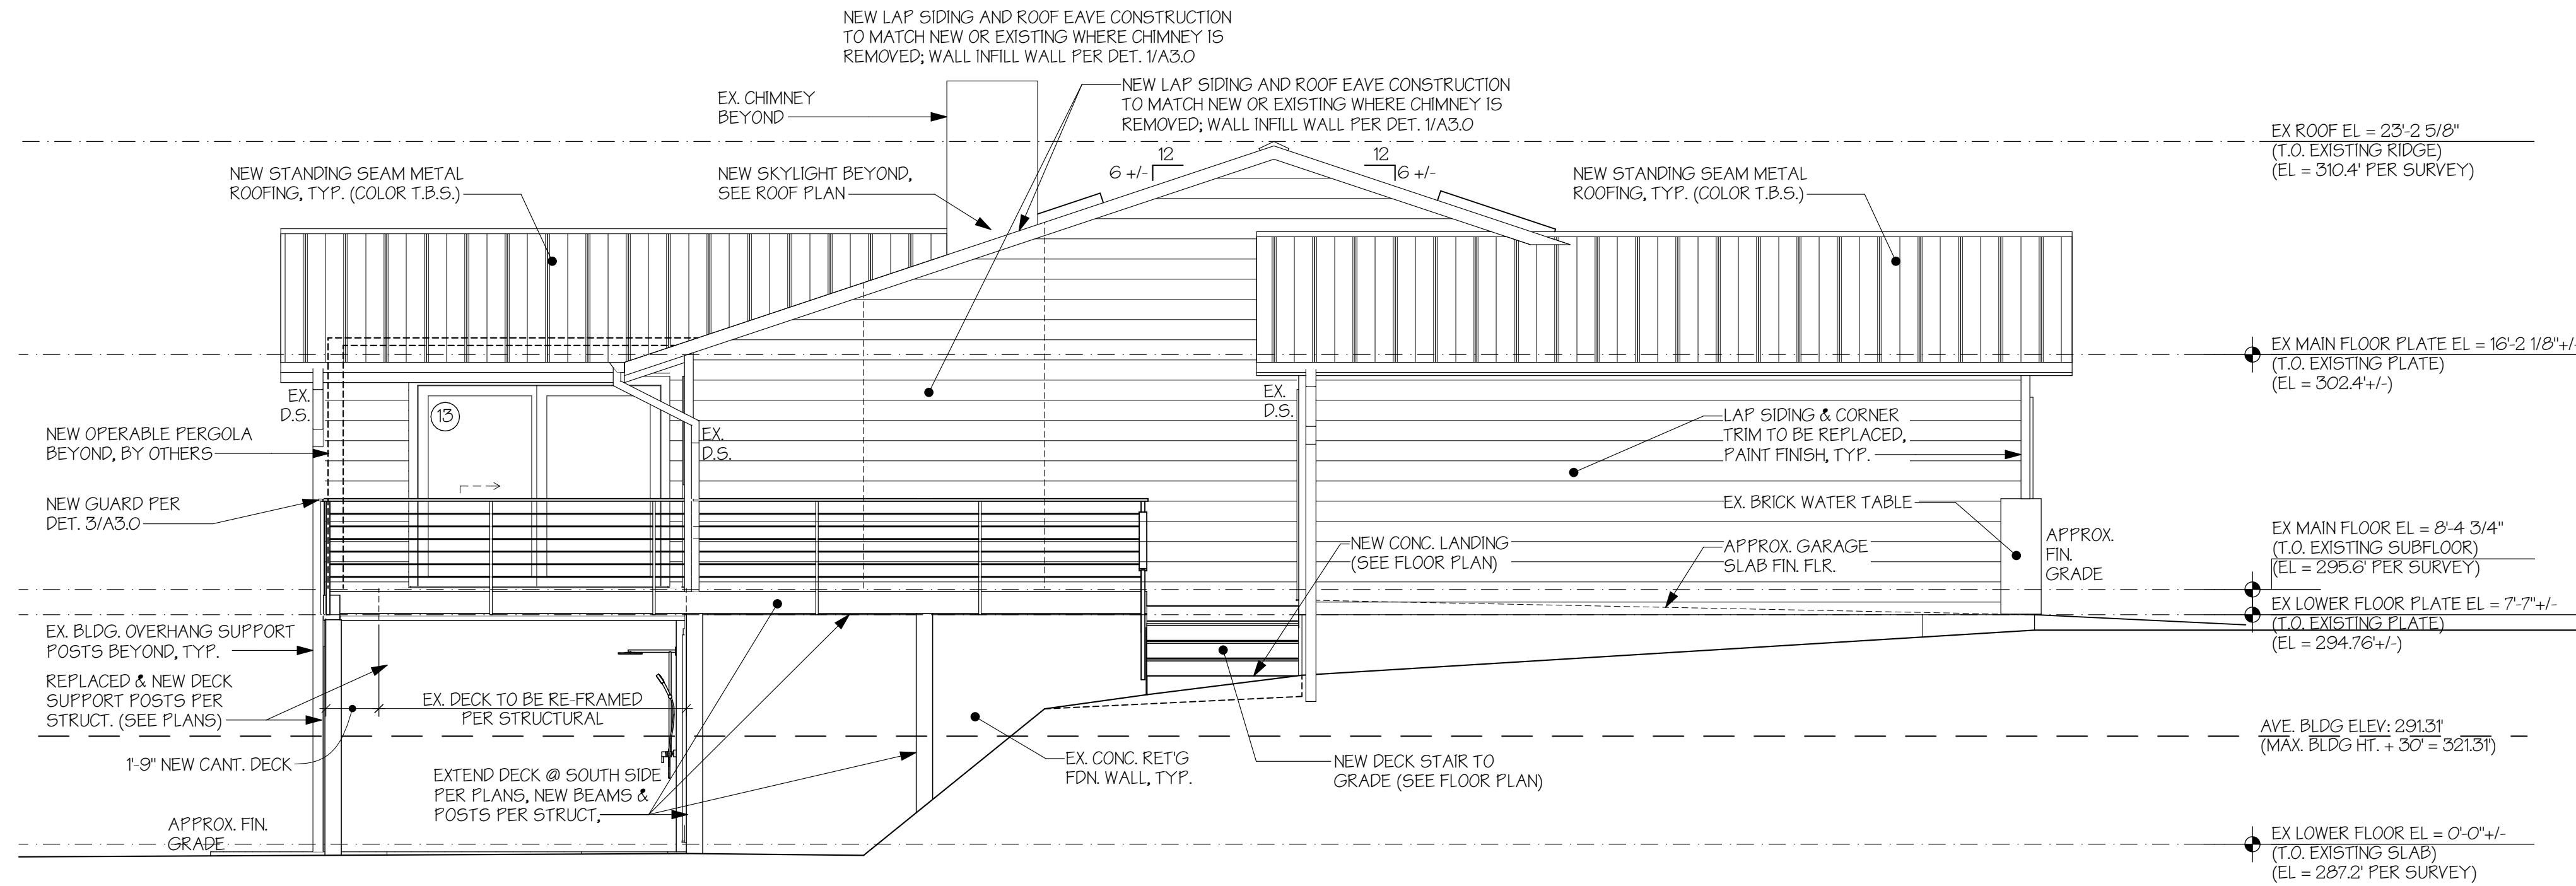 NEW LAP SIDING AND ROOF EAVE CONSTRUCTION
TO MATCH NEW OR EXISTING WHERE CHIMNEY IS
REMOVED; WALL INFILL WALL PER DET. 1/A3.0
NEW LAP SIDING AND ROOF EAVE CONSTRUCTION
TO MATCH NEW OR EXISTING WHERE CHIMNEY IS
REMOVED; WALL INFILL WALL PER DET. 1/A3.0
EX. CHIMNEY
BEYOND
EX ROOF EL = 23'-2 5/8"
(T.O. EXISTING RIDGE)
(EL = 310.4' PER SURVEY)
NEW STANDING SEAM METAL
ROOFING, TYP. (COLOR T.B.S.)
NEW SKYLIGHT BEYOND,
SEE ROOF PLAN
12
6 +/-
12
6 +/-
NEW STANDING SEAM METAL
ROOFING, TYP. (COLOR T.B.S.)
EX MAIN FLOOR PLATE EL = 16'-2 1/8"+/-
(T.O. EXISTING PLATE)
(EL = 302.4'+/-)
EX.
D.S.
13
EX.
D.S.
EX.
D.S.
LAP SIDING & CORNER
TRIM TO BE REPLACED,
PAINT FINISH, TYP.
NEW OPERABLE PERGOLA
BEYOND, BY OTHERS
NEW GUARD PER
DET. 3/A3.0
EX. BRICK WATER TABLE
NEW CONC. LANDING
(SEE FLOOR PLAN)
APPROX. GARAGE
SLAB FIN. FLR.
APPROX.
FIN.
GRADE
EX MAIN FLOOR EL = 8'-4 3/4"
(T.O. EXISTING SUBFLOOR)
(EL = 295.6' PER SURVEY)
EX LOWER FLOOR PLATE EL = 7'-7"+/-
(T.O. EXISTING PLATE)
(EL = 294.76'+/-)
EX. BLDG. OVERHANG SUPPORT
POSTS BEYOND, TYP.
REPLACED & NEW DECK
SUPPORT POSTS PER
STRUCT. (SEE PLANS)
EX. DECK TO BE RE-FRAMED
PER STRUCTURAL
1'-9" NEW CANT. DECK
EXTEND DECK @ SOUTH SIDE
PER PLANS, NEW BEAMS &
POSTS PER STRUCT,
EX. CONC. RET'G
FDN. WALL, TYP.
NEW DECK STAIR TO
GRADE (SEE FLOOR PLAN)
AVE. BLDG ELEV: 291.31'
(MAX. BLDG HT. + 30' = 321.31')
APPROX. FIN.
GRADE
EX LOWER FLOOR EL = 0'-0"+/-
(T.O. EXISTING SLAB)
(EL = 287.2' PER SURVEY)